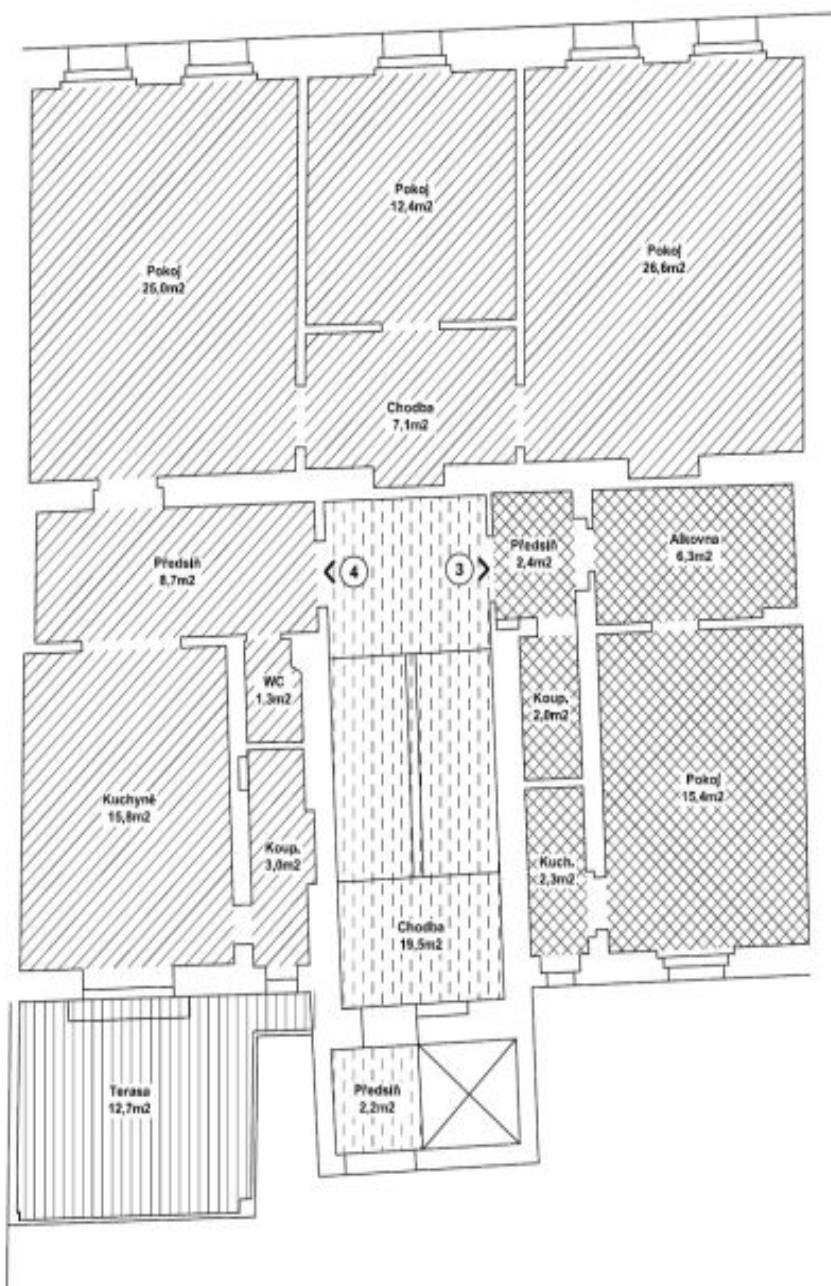 Pokoj
12,4m2
Pokoj
25,0m2
Pokoj
26,6m2
Chodba
7,1m2
Předsíň
8,7m2
4
3
Předsíň
2,4m2
Alkovna
6,3m2
WC
1.3m2
Koup.
2,0m2
Kuchyně
15,8m2
Koup.
3,0m2
Pokoj
15,4m2
Kuch.
2,3m2
Chodba
19,5m2
Terasa
12,7m2
Předsíň
2,2m2